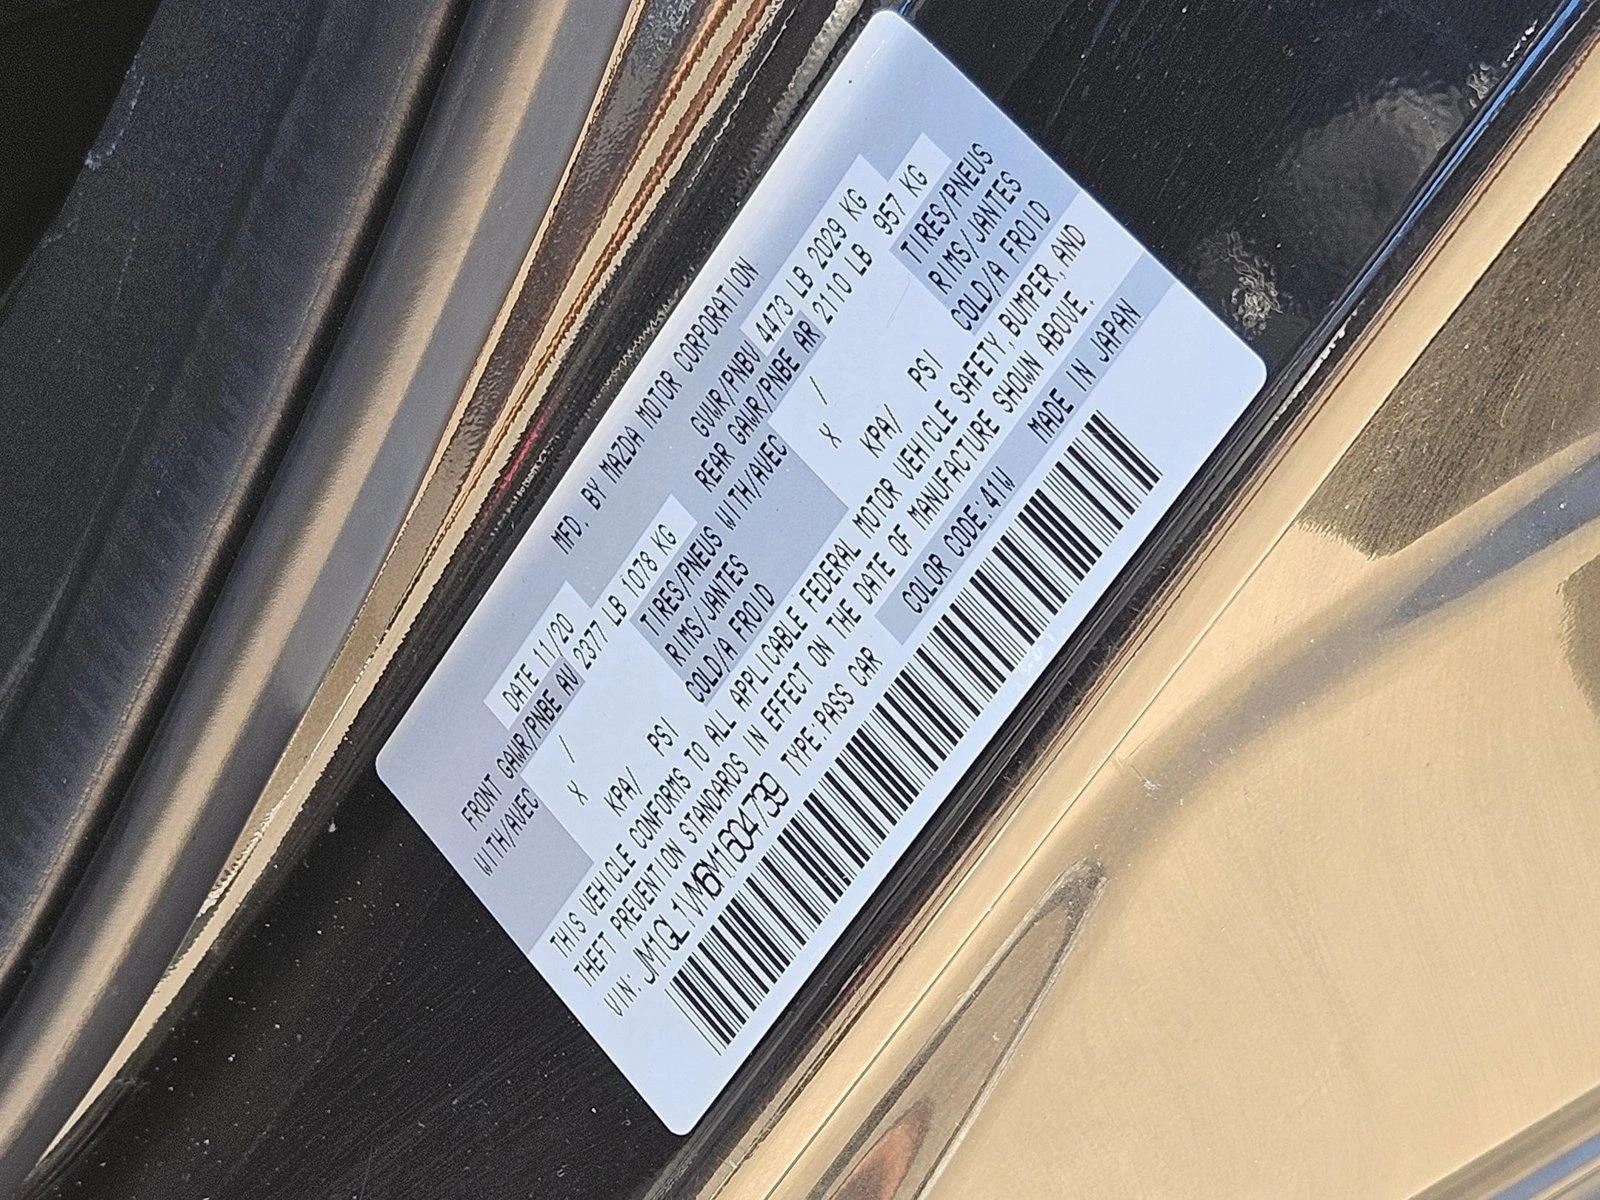 MFD. BY MAZDA MOTOR CORPORATION
DATE 11/20 GVWR/PNBV 4473 LB 2029 KG
FRONT GAWR/PNBE AV 2377 LB 1078 KG REAR GAWR/PNBE AR 2110 LB 957 KG
WITH/AVEC TIRES/PNEUS WITH/AVEC TIRES/PNEUS
X / RIMS/JANTES X / RIMS/JANTES
KPA/ PSI COLD/A FROID KPA/ PSI COLD/A FROID
THIS VEHICLE CONFORMS TO ALL APPLICABLE FEDERAL MOTOR VEHICLE SAFETY, BUMPER, AND
THEFT PREVENTION STANDARDS IN EFFECT ON THE DATE OF MANUFACTURE SHOWN ABOVE.
VIN: JM1GL1VM6M1604739 TYPE:PASS CAR COLOR CODE:41W MADE IN JAPAN